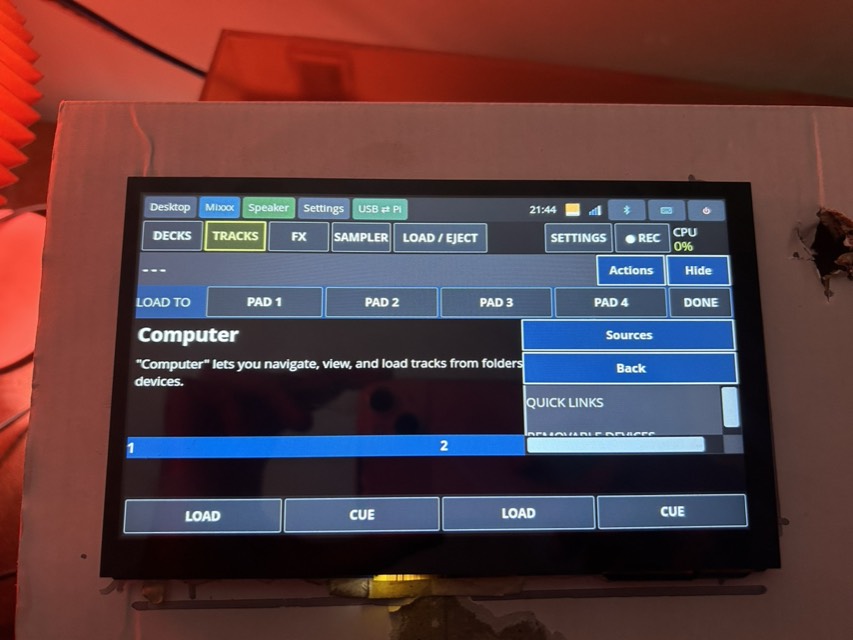 Desktop Mixxx Speaker Settings USB ⇄ Pi 21:44
DECKS TRACKS FX SAMPLER LOAD / EJECT SETTINGS REC CPU
0%
--- Actions Hide
LOAD TO PAD 1 PAD 2 PAD 3 PAD 4 DONE
Computer Sources
"Computer" lets you navigate, view, and load tracks from folders Back
devices.
QUICK LINKS
REMOVABLE DEVICES
1 2
LOAD CUE LOAD CUE